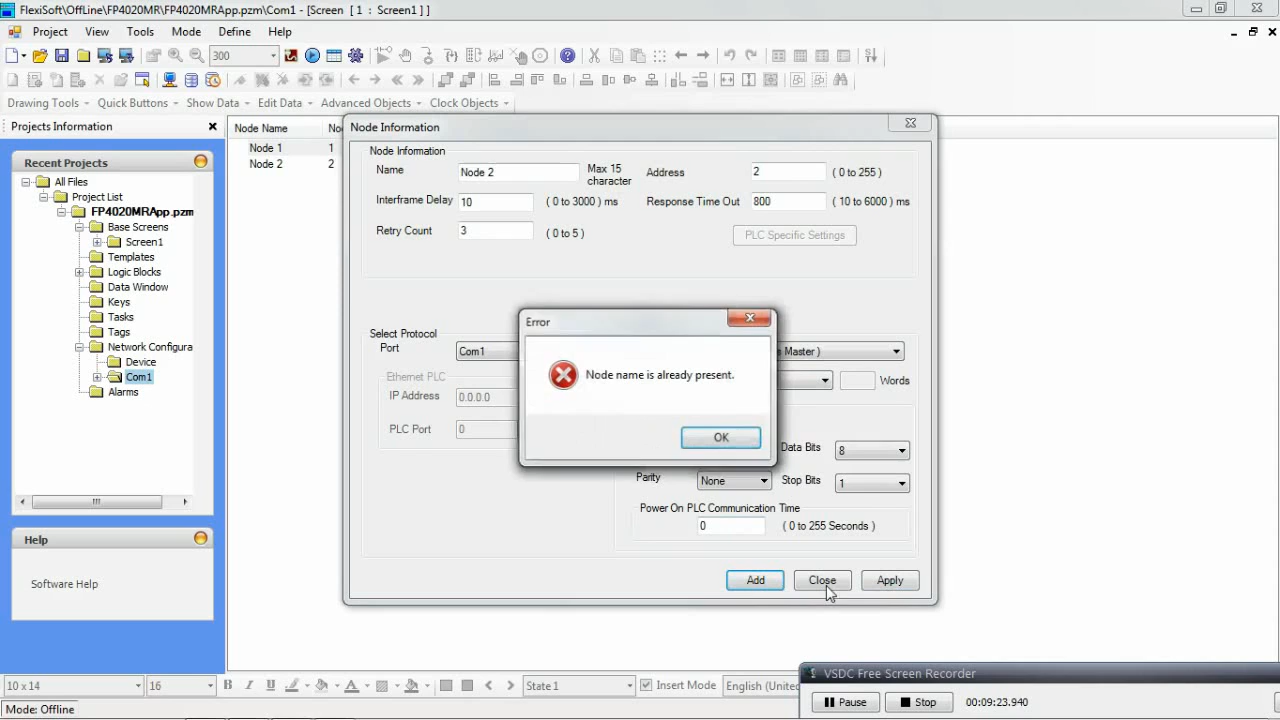 FlexiSoft\OffLine\FP4020MR\FP4020MRApp.pzm\Com1 - [Screen [ 1 : Screen1 ] ]
Project View Tools Mode Define Help
300
Drawing Tools Quick Buttons Show Data Edit Data Advanced Objects Clock Objects
Projects Information
Recent Projects
All Files
Project List
FP4020MRApp.pzm
Base Screens
Screen1
Templates
Logic Blocks
Data Window
Keys
Tasks
Tags
Network Configura
Device
Com1
Alarms
Help
Software Help
Node Name
Node 1 1
Node 2 2
Node Information
Node Information
Name Node 2 Max 15 character Address 2 ( 0 to 255 )
Interframe Delay 10 ( 0 to 3000 ) ms Response Time Out 800 ( 10 to 6000 ) ms
Retry Count 3 ( 0 to 5 ) PLC Specific Settings
Select Protocol
Port Com1 Master )
Ethernet PLC
IP Address 0.0.0.0
PLC Port 0
Words
Data Bits 8
Parity None Stop Bits 1
Power On PLC Communication Time
0 ( 0 to 255 Seconds )
Add Close Apply
Error
Node name is already present.
OK
10 x 14 16 B I U A State 1 Insert Mode English (United
Mode: Offline
VSDC Free Screen Recorder
Pause Stop 00:09:23.940